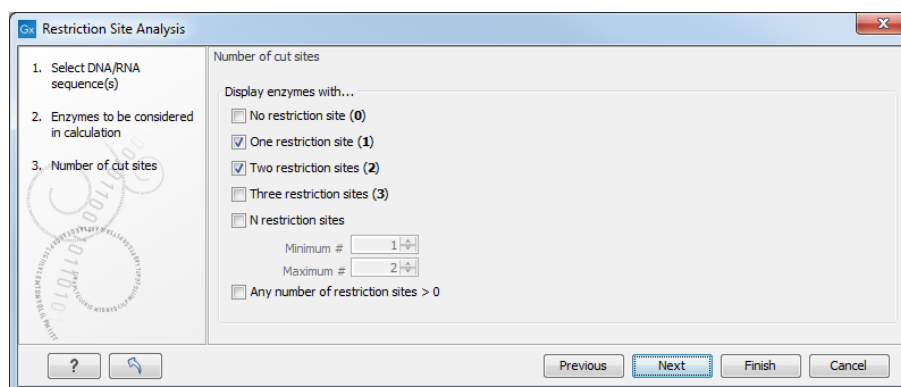 Gx Restriction Site Analysis
X
1. Select DNA/RNA
sequence(s)
2. Enzymes to be considered
in calculation
3. Number of cut sites
Number of cut sites
Display enzymes with...
No restriction site (0)
One restriction site (1)
Two restriction sites (2)
Three restriction sites (3)
N restriction sites
Minimum # 1
Maximum # 2
Any number of restriction sites > 0
? Previous Next Finish Cancel